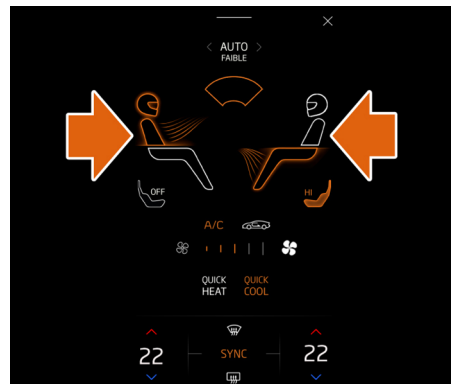 AUTO
FAIBLE
OFF
HI
A/C
QUICK
HEAT
QUICK
COOL
22
SYNC
22